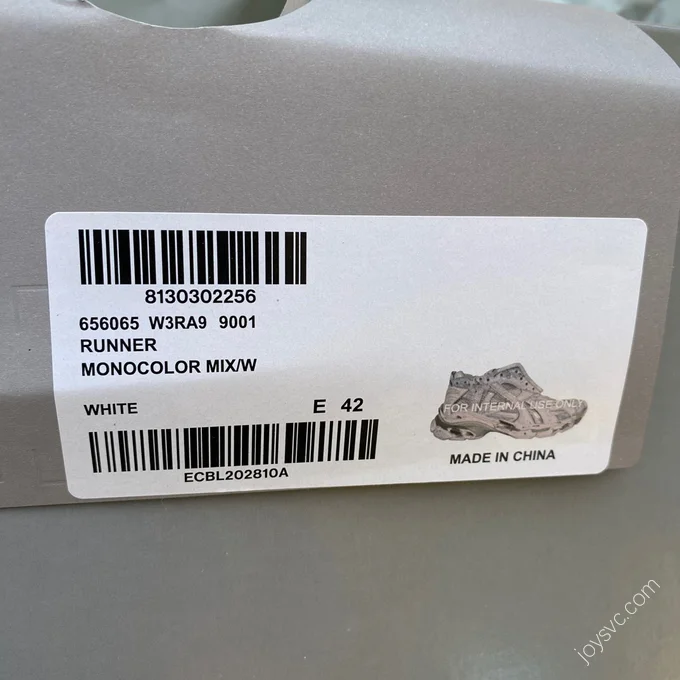 8130302256
656065 W3RA9 9001
RUNNER
MONOCOLOR MIX/W
WHITE E 42
FOR INTERNAL USE ONLY
ECBL202810A
MADE IN CHINA
joysvc.com